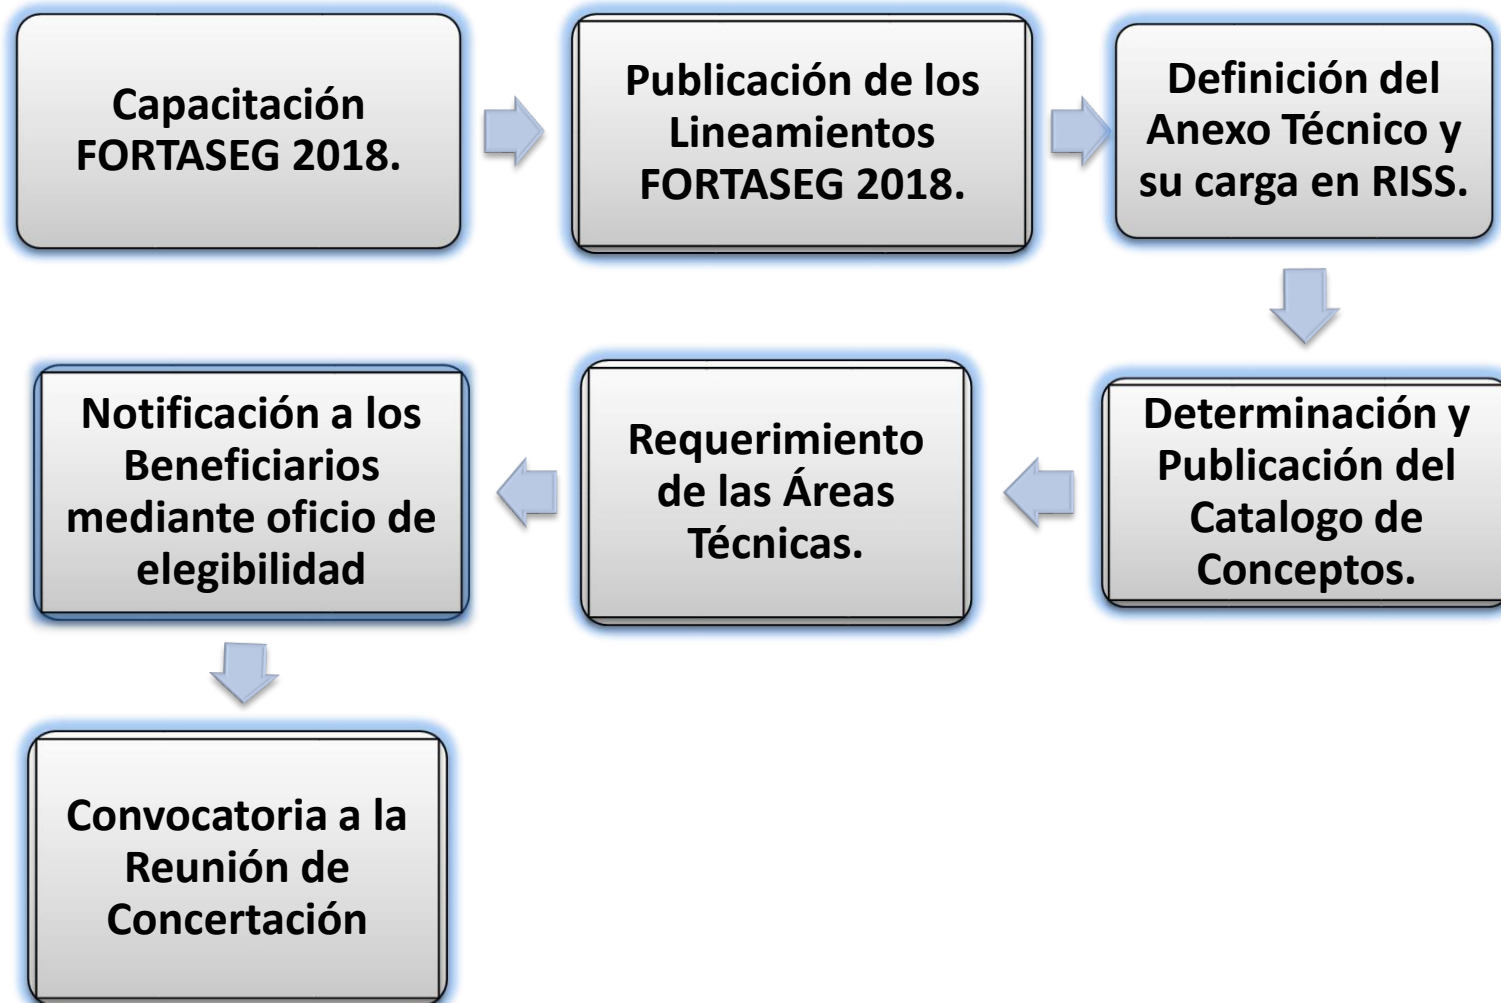 Capacitación
FORTASEG 2018.
Publicación de los
Lineamientos
FORTASEG 2018.
Definición del
Anexo Técnico y
su carga en RISS.
Determinación y
Publicación del
Catalogo de
Conceptos.
Requerimiento
de las Áreas
Técnicas.
Notificación a los
Beneficiarios
mediante oficio de
elegibilidad
Convocatoria a la
Reunión de
Concertación